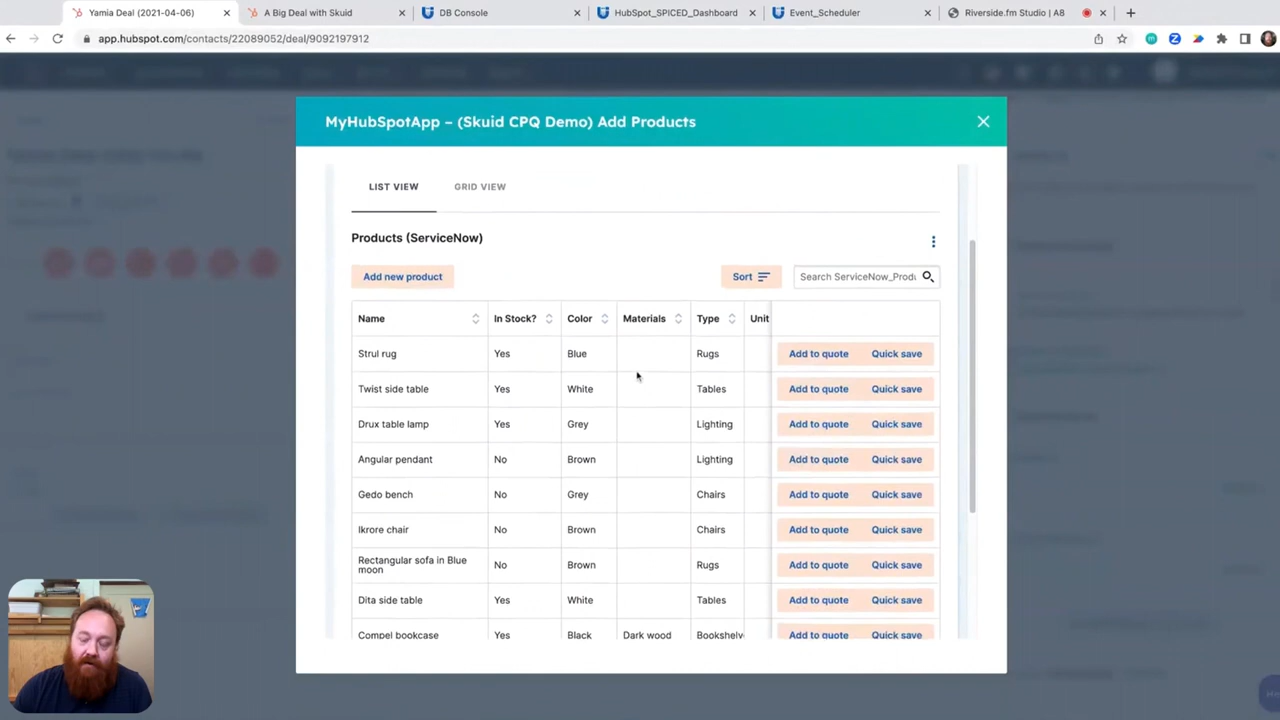 Yamia Deal (2021-04-06)
A Big Deal with Skuid
DB Console
HubSpot_SPICED_Dashboard
Event_Scheduler
Riverside.fm Studio | A8
app.hubspot.com/contacts/22089052/deal/9092197912
MyHubSpotApp – (Skuid CPQ Demo) Add Products
LIST VIEW
GRID VIEW
Products (ServiceNow)
Add new product
Sort
Search ServiceNow_Produ
Name In Stock? Color Materials Type Unit
Strul rug Yes Blue Rugs Add to quote Quick save
Twist side table Yes White Tables Add to quote Quick save
Drux table lamp Yes Grey Lighting Add to quote Quick save
Angular pendant No Brown Lighting Add to quote Quick save
Gedo bench No Grey Chairs Add to quote Quick save
Ikrore chair No Brown Chairs Add to quote Quick save
Rectangular sofa in Blue
moon No Brown Rugs Add to quote Quick save
Dita side table Yes White Tables Add to quote Quick save
Compel bookcase Yes Black Dark wood Bookshelv Add to quote Quick save